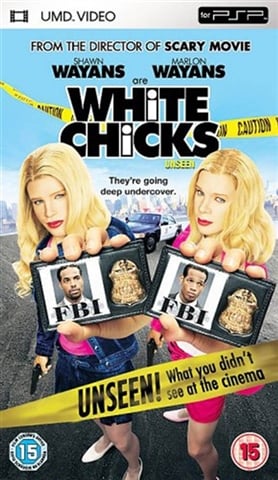 UMD. VIDEO
for PSP
FROM THE DIRECTOR OF SCARY MOVIE
SHAWN MARLON
WAYANS WAYANS
are
WHiTE
CHiCKS
UNSEEN
CAUTION
They're going
deep undercover.
FBI FBI
UNSEEN! What you didn't
see at the cinema
15 15